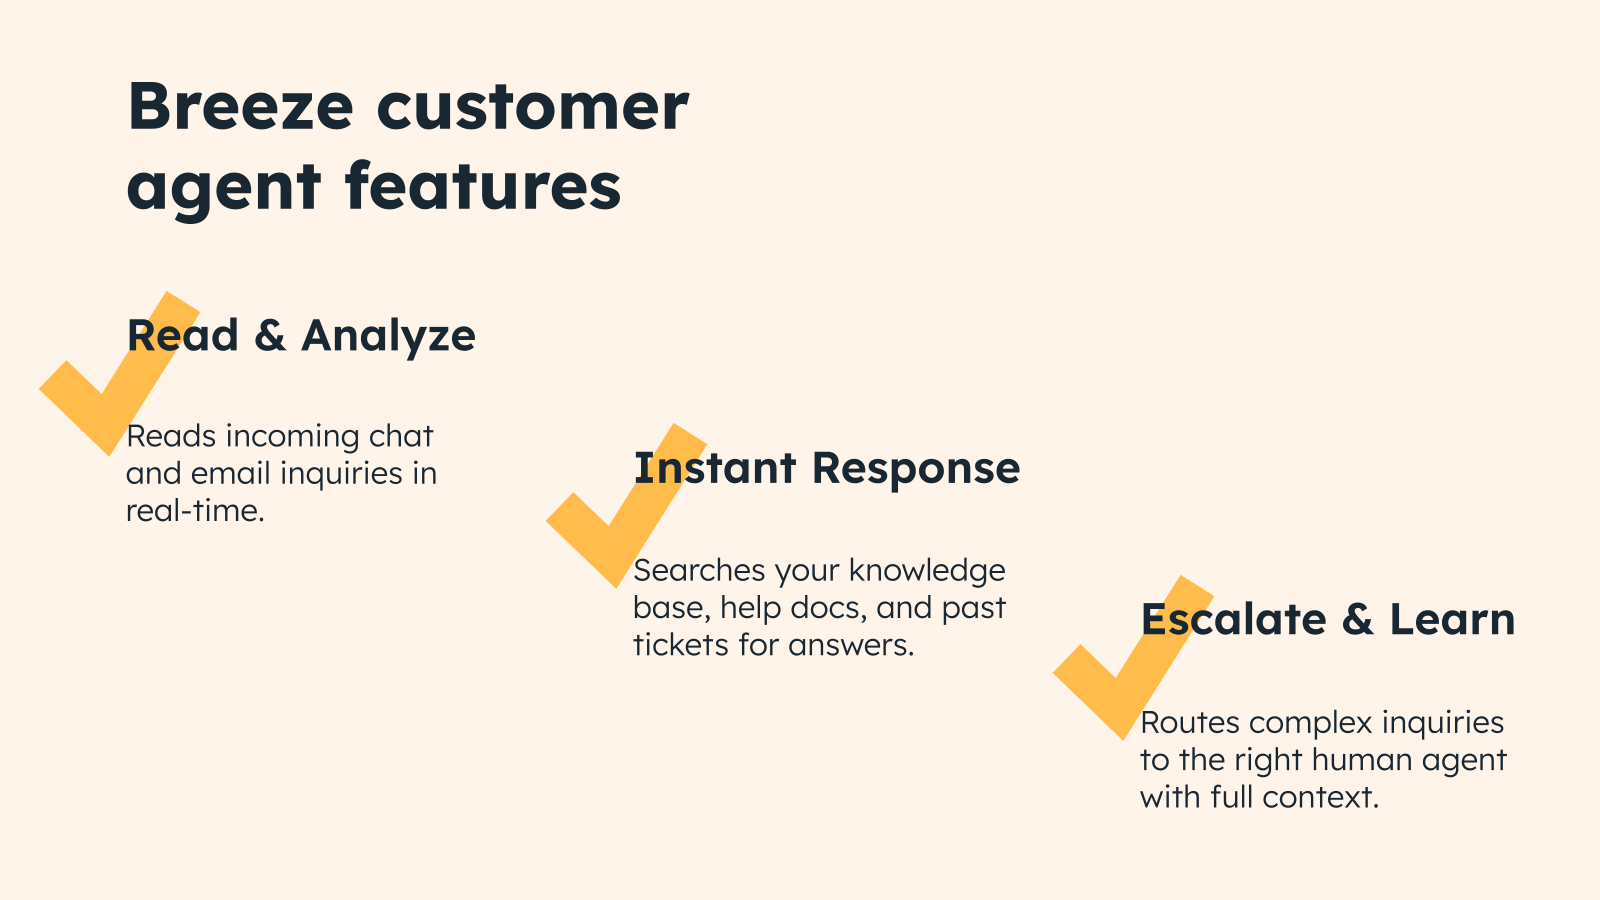 Breeze customer
agent features
Read & Analyze
Reads incoming chat
and email inquiries in
real-time.
Instant Response
Searches your knowledge
base, help docs, and past
tickets for answers.
Escalate & Learn
Routes complex inquiries
to the right human agent
with full context.